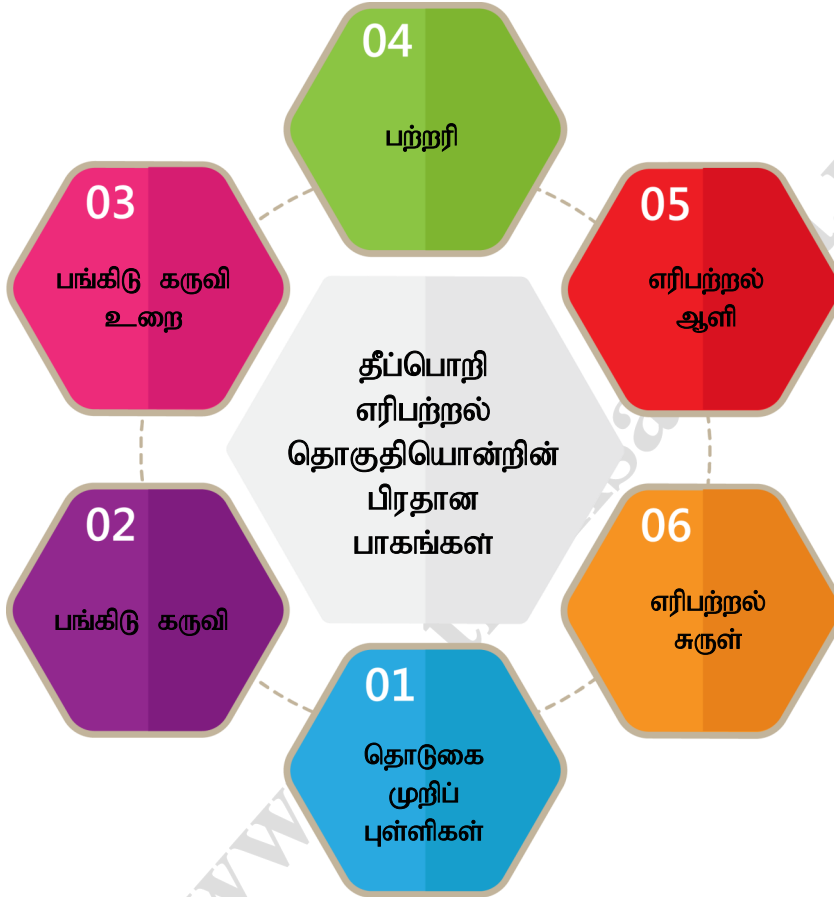 04
பற்றரி
03
பங்கிடு கருவி
உறை
05
எரிபற்றல்
ஆளி
தீப்பொறி
எரிபற்றல்
தொகுதியொன்றின்
பிரதான
பாகங்கள்
02
பங்கிடு கருவி
06
எரிபற்றல்
சுருள்
01
தொடுகை
முறிப்
புள்ளிகள்